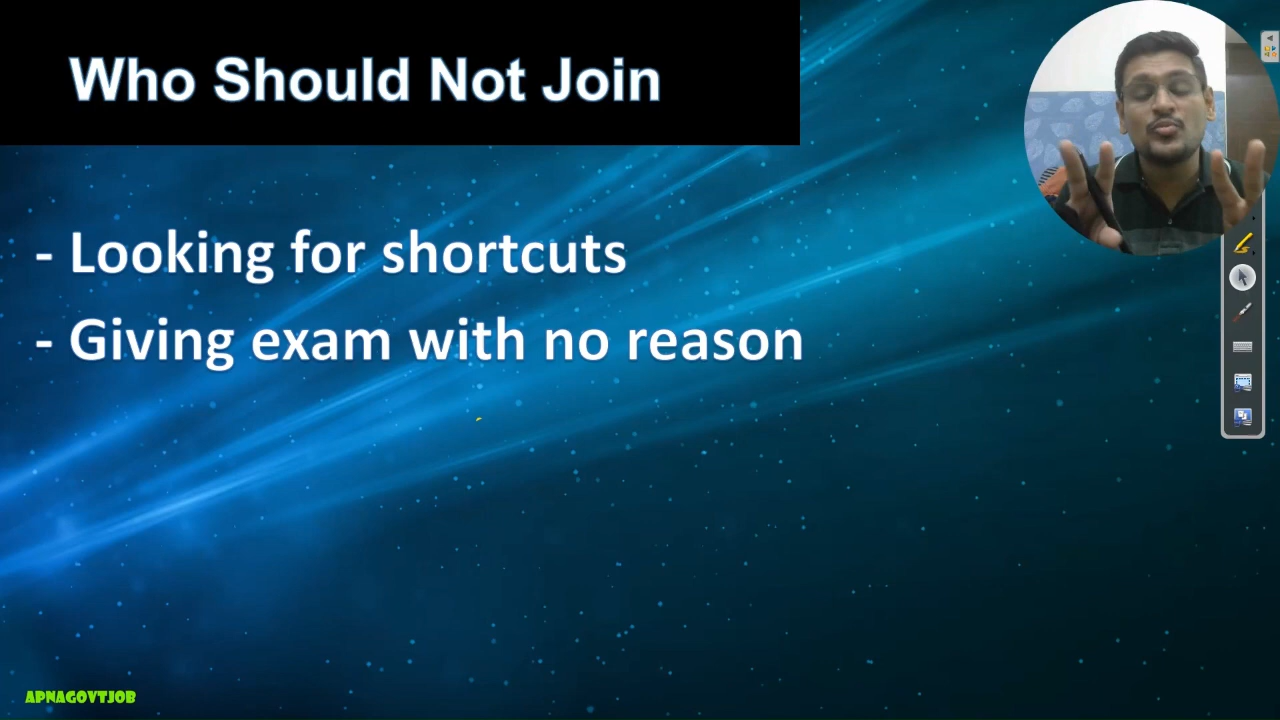 Who Should Not Join
- Looking for shortcuts
- Giving exam with no reason
APNAGOVTJOB